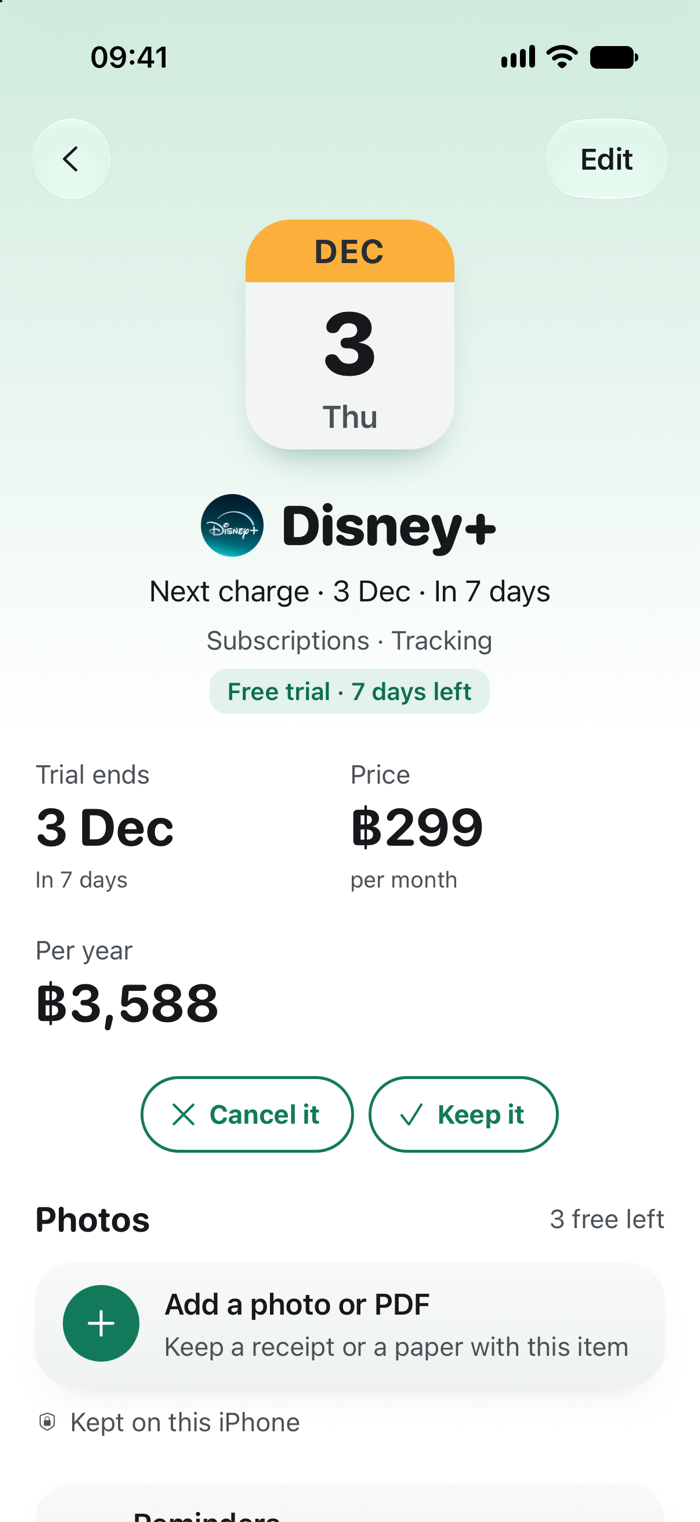 09:41
Edit
DEC
3
Thu
Disney+
Disney+
Next charge · 3 Dec · In 7 days
Subscriptions · Tracking
Free trial · 7 days left
Trial ends
Price
3 Dec
฿299
In 7 days
per month
Per year
฿3,588
Cancel it
Keep it
Photos
3 free left
Add a photo or PDF
Keep a receipt or a paper with this item
Kept on this iPhone
Reminders